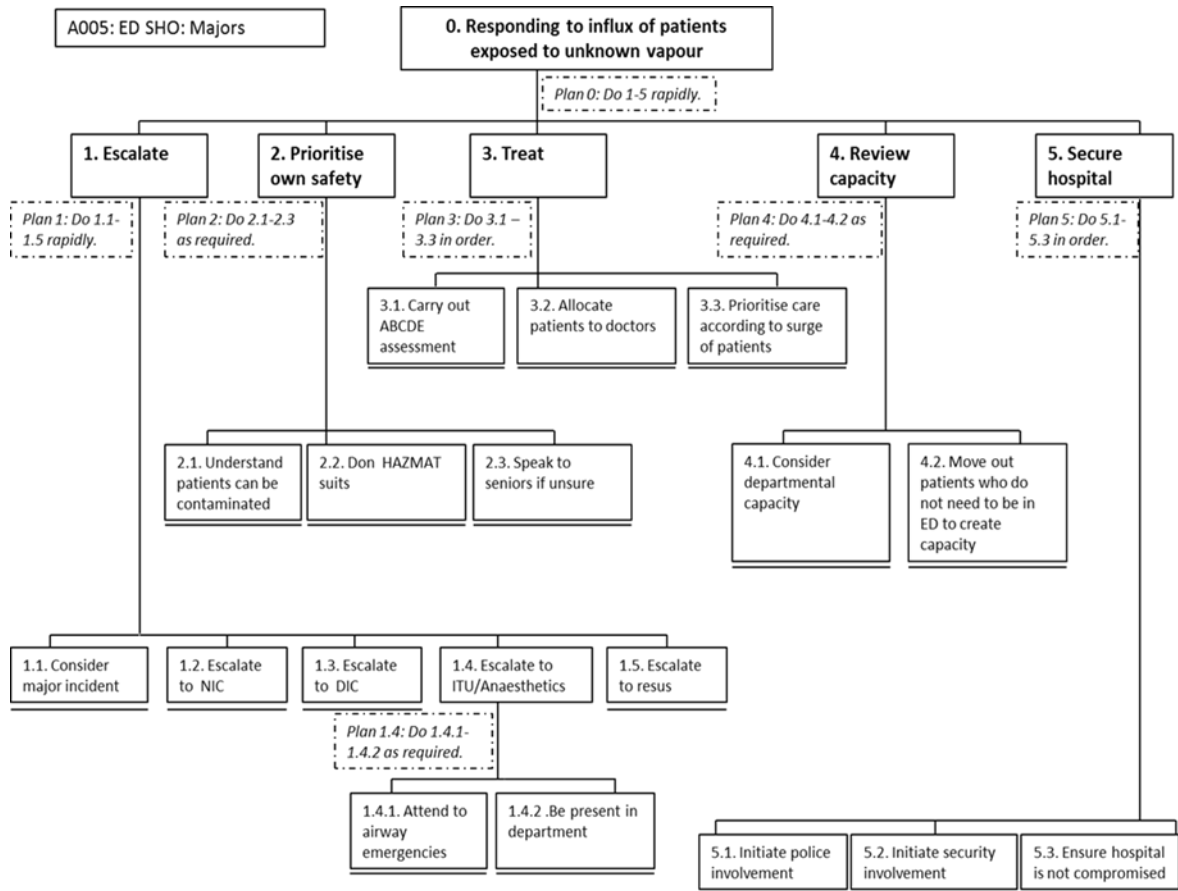 A005: ED SHO: Majors
0. Responding to influx of patients
exposed to unknown vapour
Plan 0: Do 1-5 rapidly.
1. Escalate
2. Prioritise
own safety
3. Treat
4. Review
capacity
5. Secure
hospital
Plan 1: Do 1.1-
1.5 rapidly.
Plan 2: Do 2.1-2.3
as required.
Plan 3: Do 3.1 –
3.3 in order.
Plan 4: Do 4.1-4.2 as
required.
Plan 5: Do 5.1-
5.3 in order.
3.1. Carry out
ABCDE
assessment
3.2. Allocate
patients to doctors
3.3. Prioritise care
according to surge
of patients
2.1. Understand
patients can be
contaminated
2.2. Don HAZMAT
suits
2.3. Speak to
seniors if unsure
4.1. Consider
departmental
capacity
4.2. Move out
patients who do
not need to be in
ED to create
capacity
1.1. Consider
major incident
1.2. Escalate
to NIC
1.3. Escalate
to DIC
1.4. Escalate to
ITU/Anaesthetics
1.5. Escalate
to resus
Plan 1.4: Do 1.4.1-
1.4.2 as required.
1.4.1. Attend to
airway
emergencies
1.4.2 .Be present in
department
5.1. Initiate police
involvement
5.2. Initiate security
involvement
5.3. Ensure hospital
is not compromised